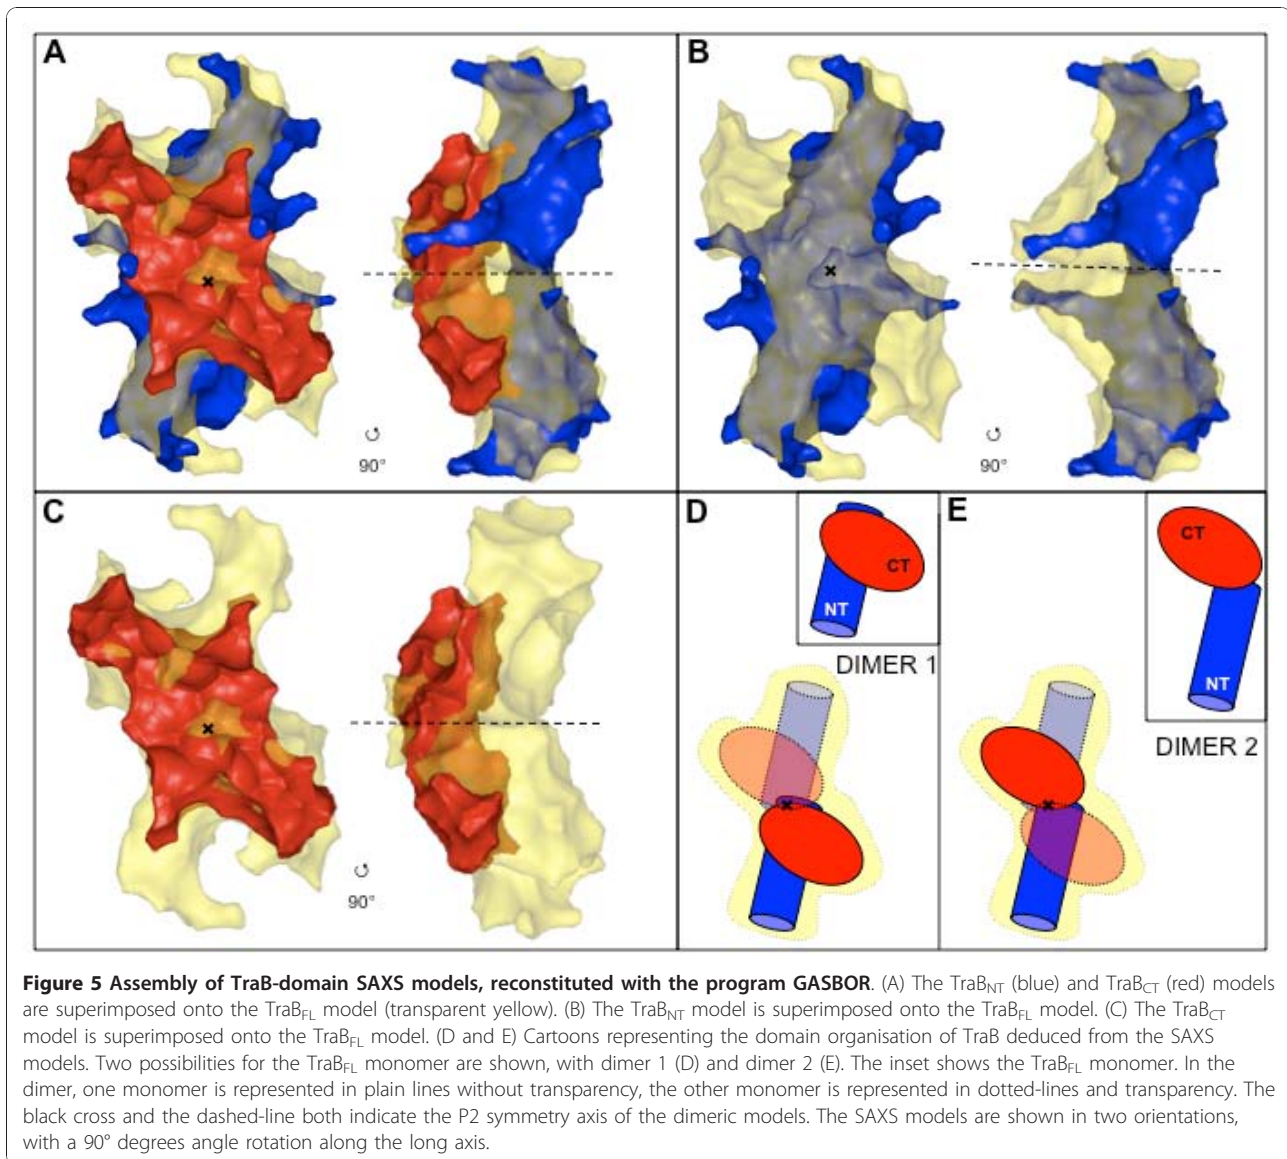 A
B
90°
90°
C
90°
D
CT
NT
DIMER 1
E
CT
NT
DIMER 2
Figure 5 Assembly of TraB-domain SAXS models, reconstituted with the program GASBOR. (A) The TraBNT (blue) and TraBCT (red) models
are superimposed onto the TraBFL model (transparent yellow). (B) The TraBNT model is superimposed onto the TraBFL model. (C) The TraBCT
model is superimposed onto the TraBFL model. (D and E) Cartoons representing the domain organisation of TraB deduced from the SAXS
models. Two possibilities for the TraBFL monomer are shown, with dimer 1 (D) and dimer 2 (E). The inset shows the TraBFL monomer. In the
dimer, one monomer is represented in plain lines without transparency, the other monomer is represented in dotted-lines and transparency. The
black cross and the dashed-line both indicate the P2 symmetry axis of the dimeric models. The SAXS models are shown in two orientations,
with a 90° degrees angle rotation along the long axis.